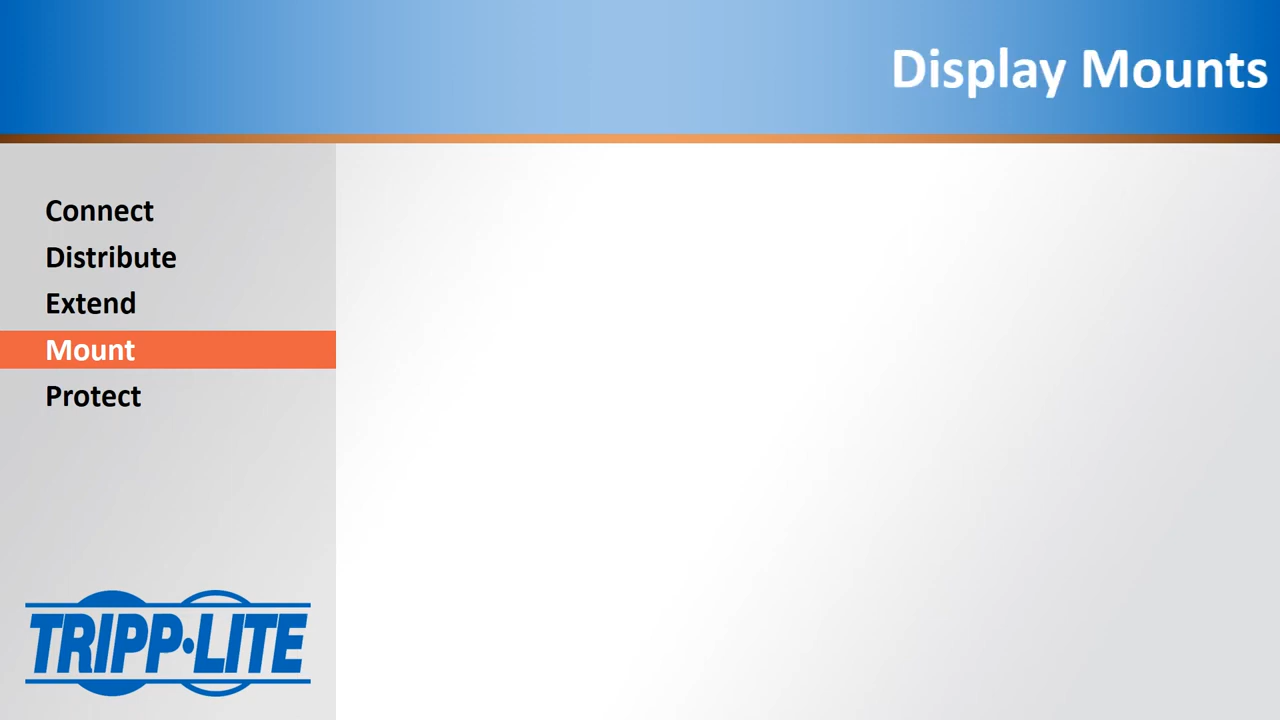 Display Mounts
Connect
Distribute
Extend
Mount
Protect
TRIPP·LITE